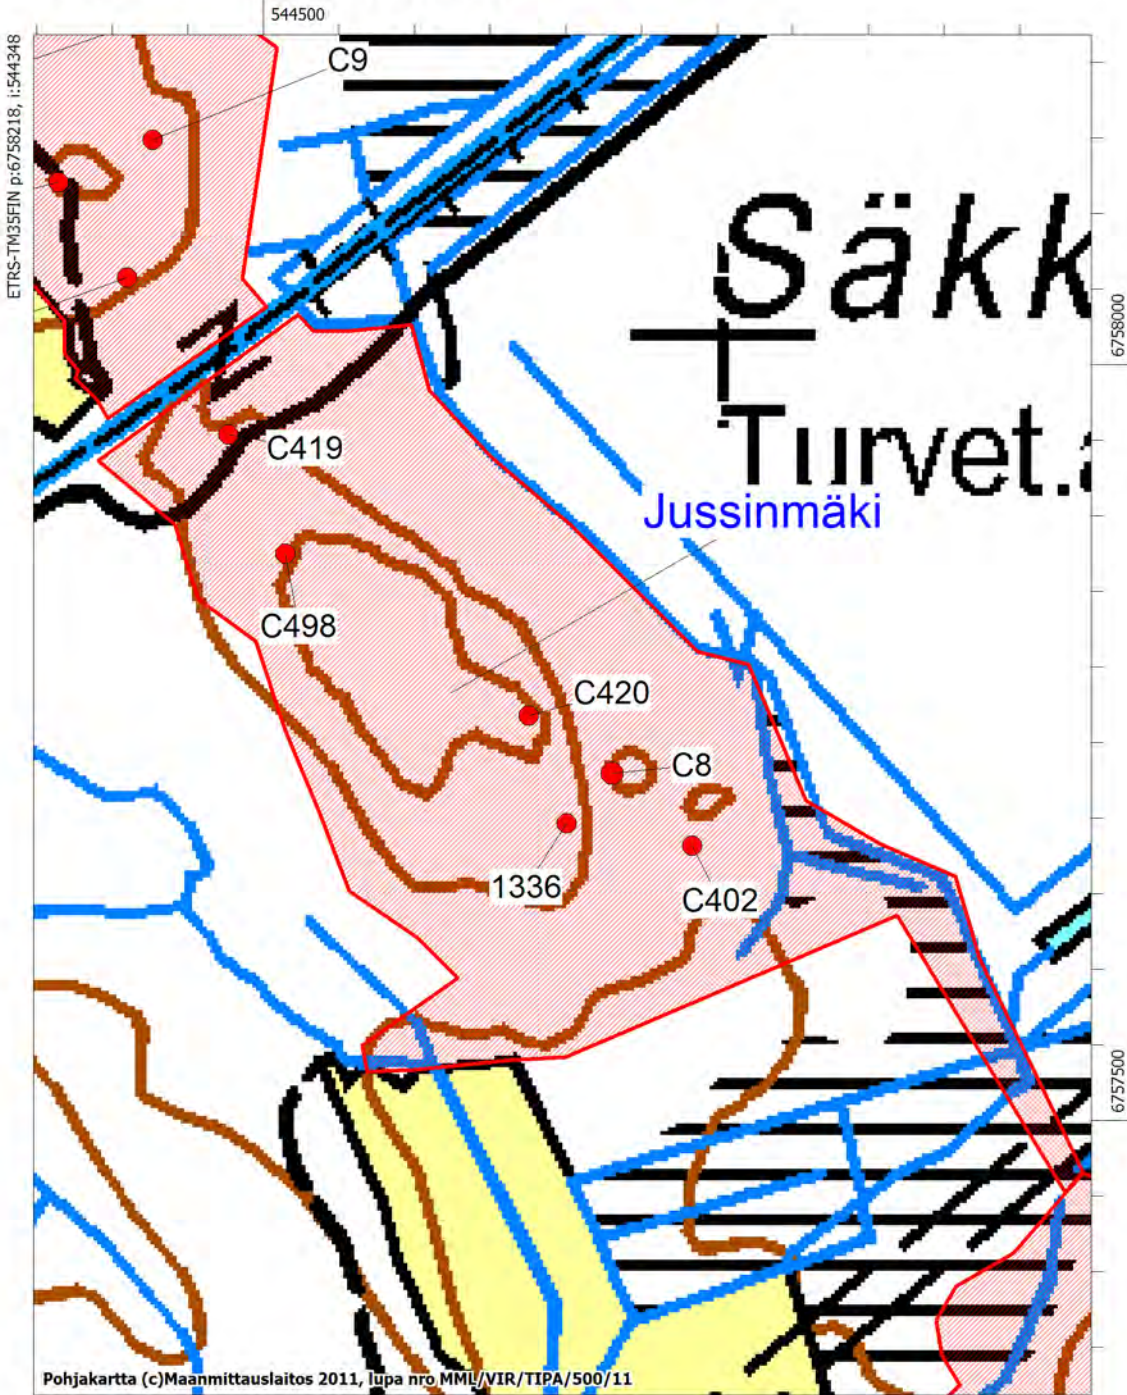 544500
ETRS-TM35FIN p:6758218, i:544348
C9
Säkk
6758000
Turvet.
C419
Jussinmäki
C498
C420
C8
1336
C402
6757500
Pohjakartta (c)Maanmittauslaitos 2011, lupa nro MML/VIR/TIPA/500/11